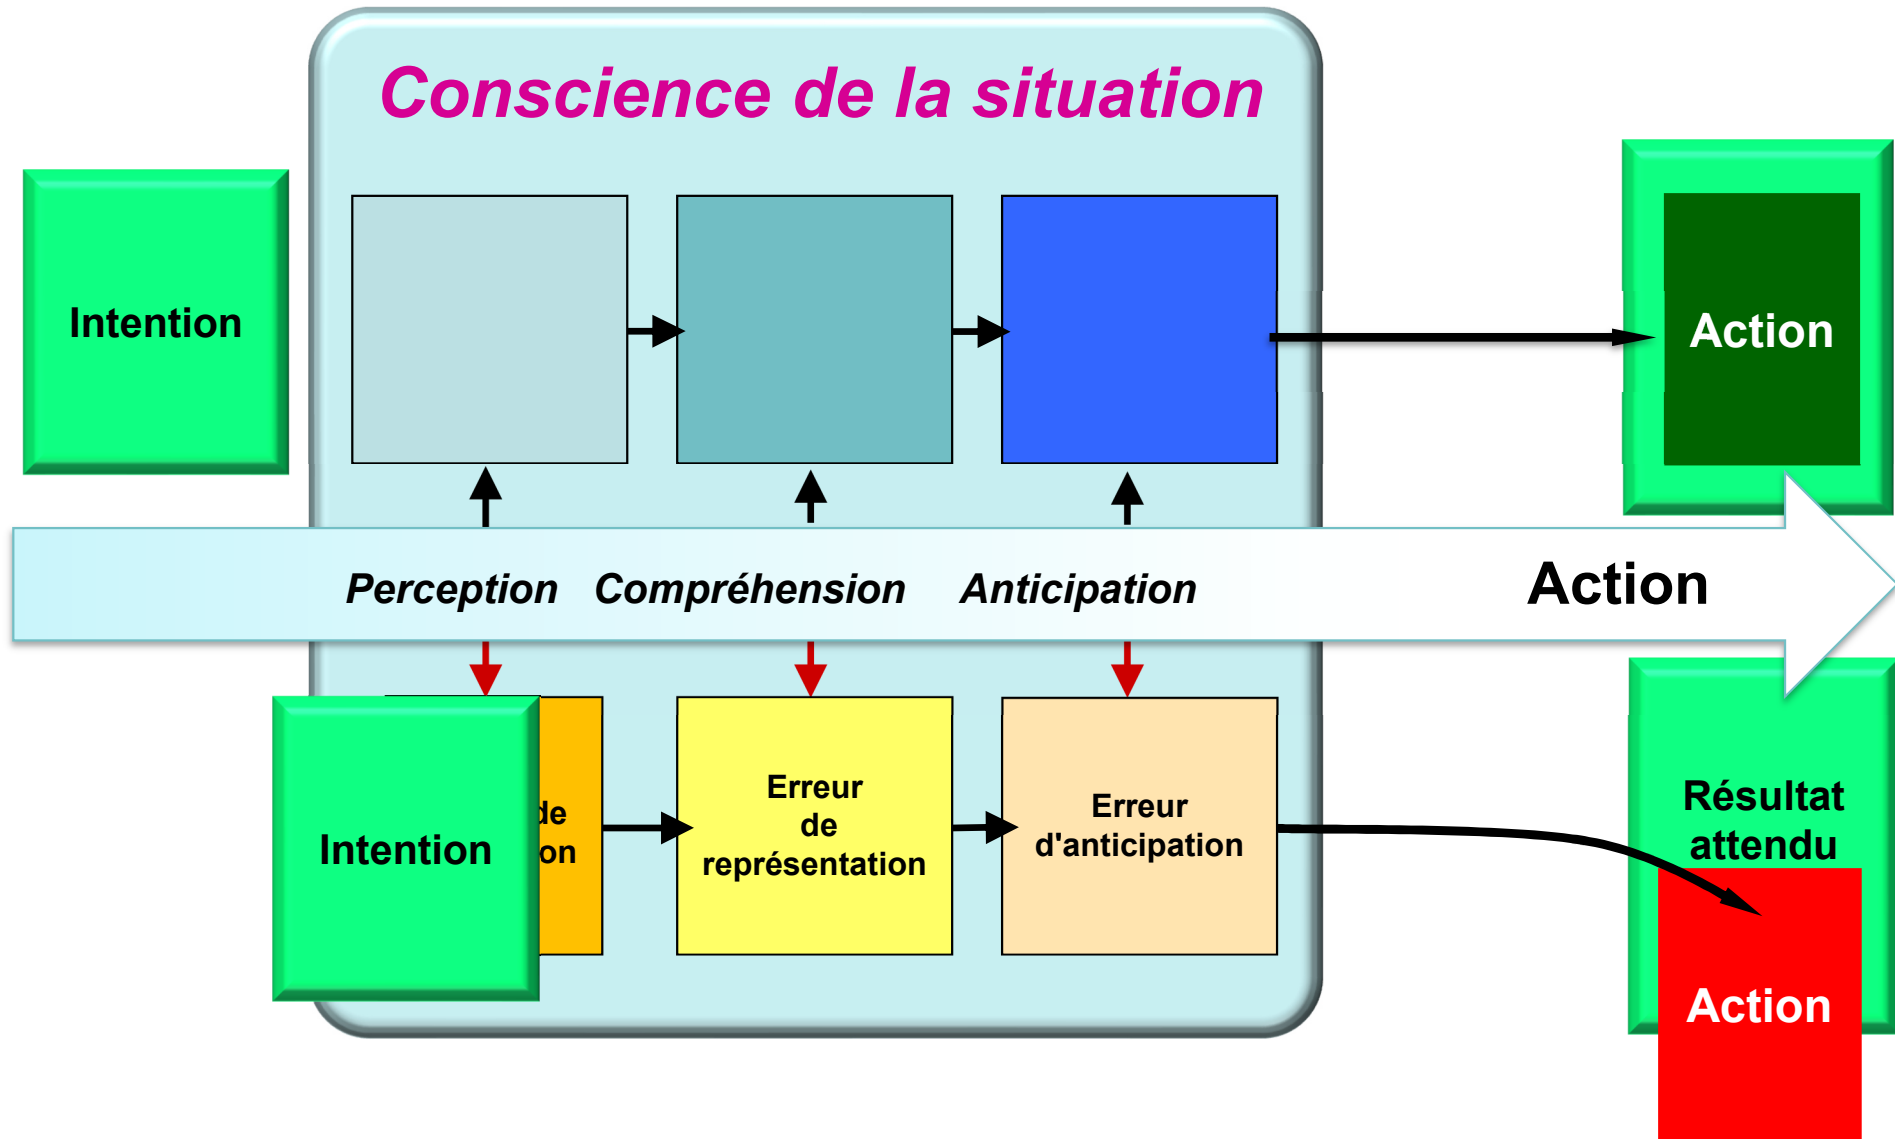 Conscience de la situation
Intention
Action
Perception
Compréhension
Anticipation
Action
Intention
de
on
Erreur
de
représentation
Erreur
d'anticipation
Résultat
attendu
Action